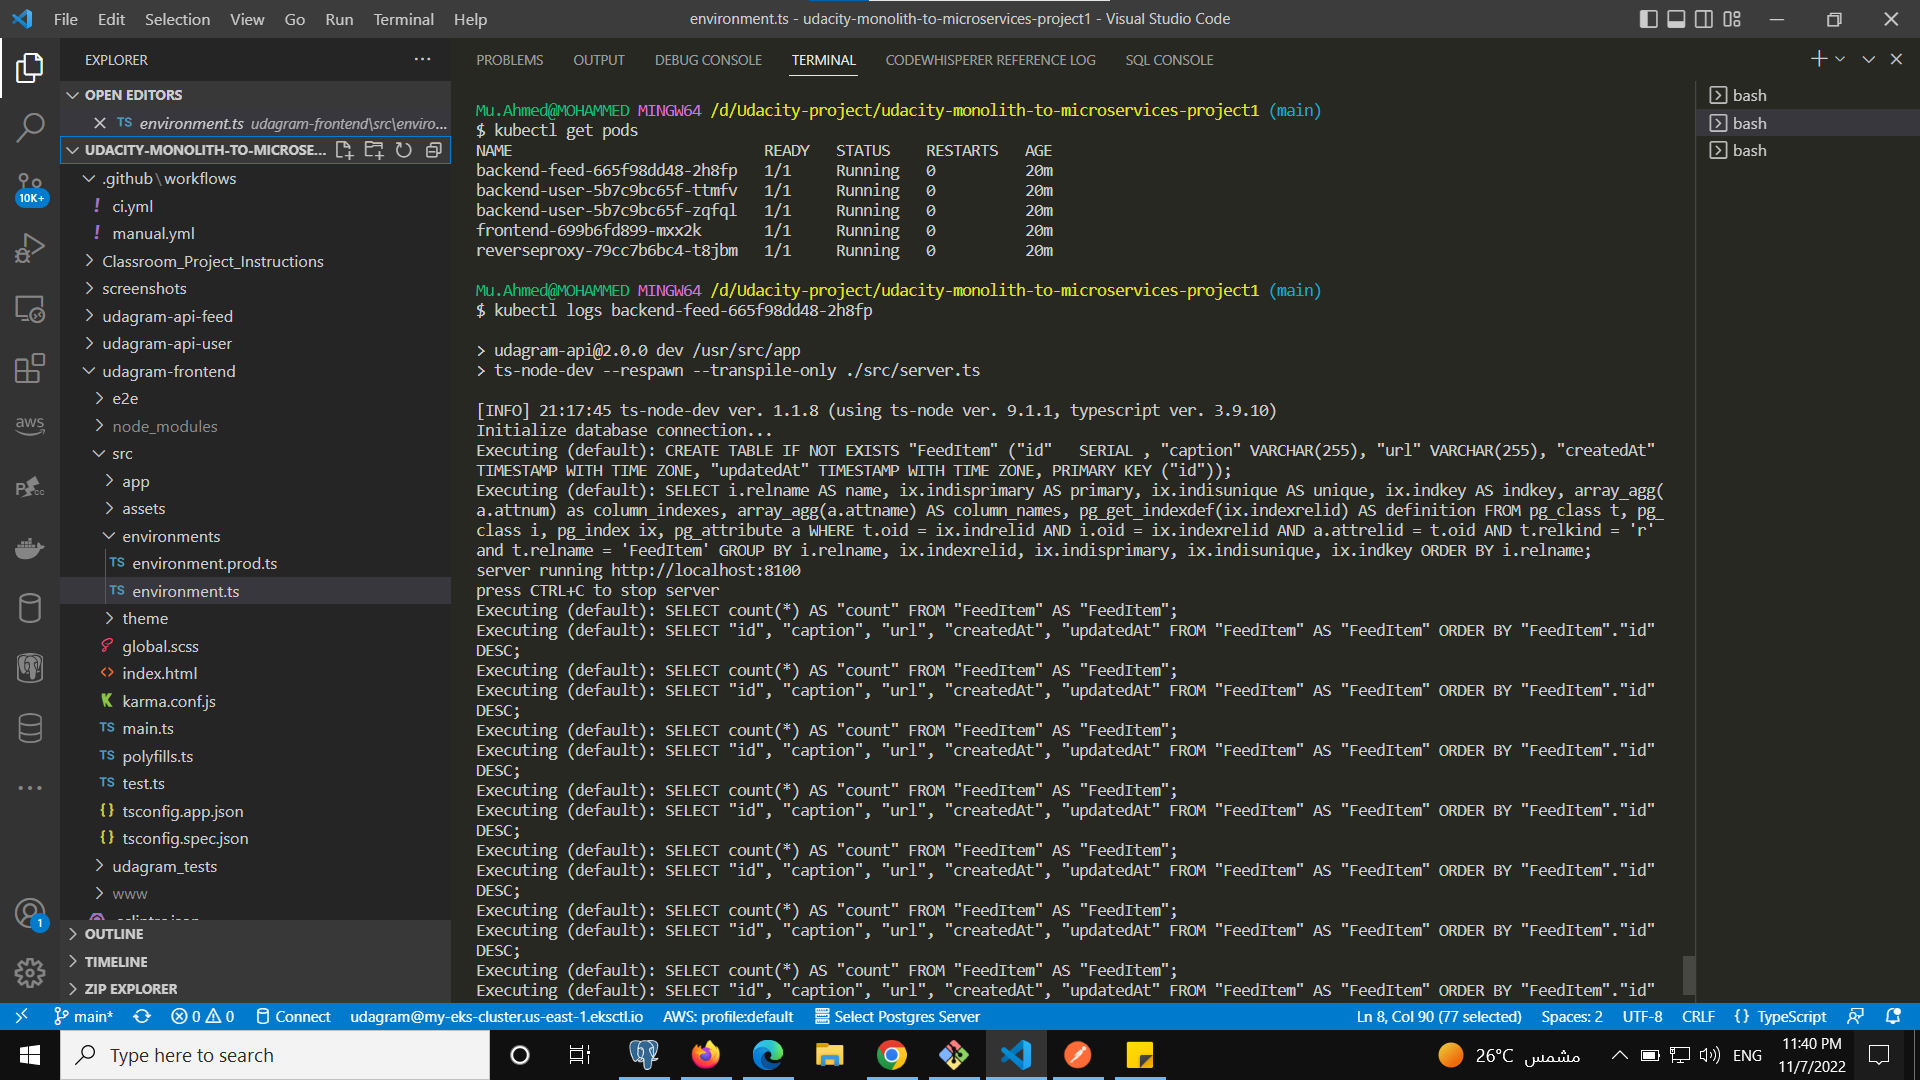 File Edit Selection View Go Run Terminal Help
environment.ts - udacity-monolith-to-microservices-project1 - Visual Studio Code
EXPLORER
OPEN EDITORS
TS environment.ts udagram-frontend\src\enviro...
UDACITY-MONOLITH-TO-MICROSE...
.github\workflows
! ci.yml
! manual.yml
Classroom_Project_Instructions
screenshots
udagram-api-feed
udagram-api-user
udagram-frontend
e2e
node_modules
src
app
assets
environments
TS environment.prod.ts
TS environment.ts
theme
global.scss
<> index.html
karma.conf.js
TS main.ts
TS polyfills.ts
TS test.ts
{} tsconfig.app.json
{} tsconfig.spec.json
udagram_tests
www
OUTLINE
TIMELINE
ZIP EXPLORER
10K+
aws
1
PROBLEMS OUTPUT DEBUG CONSOLE TERMINAL CODEWHISPERER REFERENCE LOG SQL CONSOLE
Mu.Ahmed@MOHAMMED MINGW64 /d/Udacity-project/udacity-monolith-to-microservices-project1 (main)
$ kubectl get pods
NAME READY STATUS RESTARTS AGE
backend-feed-665f98dd48-2h8fp 1/1 Running 0 20m
backend-user-5b7c9bc65f-ttmfv 1/1 Running 0 20m
backend-user-5b7c9bc65f-zqfql 1/1 Running 0 20m
frontend-699b6fd899-mxx2k 1/1 Running 0 20m
reverseproxy-79cc7b6bc4-t8jbm 1/1 Running 0 20m
Mu.Ahmed@MOHAMMED MINGW64 /d/Udacity-project/udacity-monolith-to-microservices-project1 (main)
$ kubectl logs backend-feed-665f98dd48-2h8fp
> udagram-api@2.0.0 dev /usr/src/app
> ts-node-dev --respawn --transpile-only ./src/server.ts
[INFO] 21:17:45 ts-node-dev ver. 1.1.8 (using ts-node ver. 9.1.1, typescript ver. 3.9.10)
Initialize database connection...
Executing (default): CREATE TABLE IF NOT EXISTS "FeedItem" ("id"   SERIAL , "caption" VARCHAR(255), "url" VARCHAR(255), "createdAt"
TIMESTAMP WITH TIME ZONE, "updatedAt" TIMESTAMP WITH TIME ZONE, PRIMARY KEY ("id"));
Executing (default): SELECT i.relname AS name, ix.indisprimary AS primary, ix.indisunique AS unique, ix.indkey AS indkey, array_agg(
a.attnum) as column_indexes, array_agg(a.attname) AS column_names, pg_get_indexdef(ix.indexrelid) AS definition FROM pg_class t, pg_
class i, pg_index ix, pg_attribute a WHERE t.oid = ix.indrelid AND i.oid = ix.indexrelid AND a.attrelid = t.oid AND t.relkind = 'r'
and t.relname = 'FeedItem' GROUP BY i.relname, ix.indexrelid, ix.indisprimary, ix.indisunique, ix.indkey ORDER BY i.relname;
server running http://localhost:8100
press CTRL+C to stop server
Executing (default): SELECT count(*) AS "count" FROM "FeedItem" AS "FeedItem";
Executing (default): SELECT "id", "caption", "url", "createdAt", "updatedAt" FROM "FeedItem" AS "FeedItem" ORDER BY "FeedItem"."id"
DESC;
Executing (default): SELECT count(*) AS "count" FROM "FeedItem" AS "FeedItem";
Executing (default): SELECT "id", "caption", "url", "createdAt", "updatedAt" FROM "FeedItem" AS "FeedItem" ORDER BY "FeedItem"."id"
DESC;
Executing (default): SELECT count(*) AS "count" FROM "FeedItem" AS "FeedItem";
Executing (default): SELECT "id", "caption", "url", "createdAt", "updatedAt" FROM "FeedItem" AS "FeedItem" ORDER BY "FeedItem"."id"
DESC;
Executing (default): SELECT count(*) AS "count" FROM "FeedItem" AS "FeedItem";
Executing (default): SELECT "id", "caption", "url", "createdAt", "updatedAt" FROM "FeedItem" AS "FeedItem" ORDER BY "FeedItem"."id"
DESC;
Executing (default): SELECT count(*) AS "count" FROM "FeedItem" AS "FeedItem";
Executing (default): SELECT "id", "caption", "url", "createdAt", "updatedAt" FROM "FeedItem" AS "FeedItem" ORDER BY "FeedItem"."id"
DESC;
Executing (default): SELECT count(*) AS "count" FROM "FeedItem" AS "FeedItem";
Executing (default): SELECT "id", "caption", "url", "createdAt", "updatedAt" FROM "FeedItem" AS "FeedItem" ORDER BY "FeedItem"."id"
DESC;
Executing (default): SELECT count(*) AS "count" FROM "FeedItem" AS "FeedItem";
Executing (default): SELECT "id", "caption", "url", "createdAt", "updatedAt" FROM "FeedItem" AS "FeedItem" ORDER BY "FeedItem"."id"
bash
bash
bash
main* 0 0 Connect udagram@my-eks-cluster.us-east-1.eksctl.io AWS: profile:default Select Postgres Server
Ln 8, Col 90 (77 selected) Spaces: 2 UTF-8 CRLF {} TypeScript
Type here to search
26°C مشمس
ENG
11:40 PM
11/7/2022